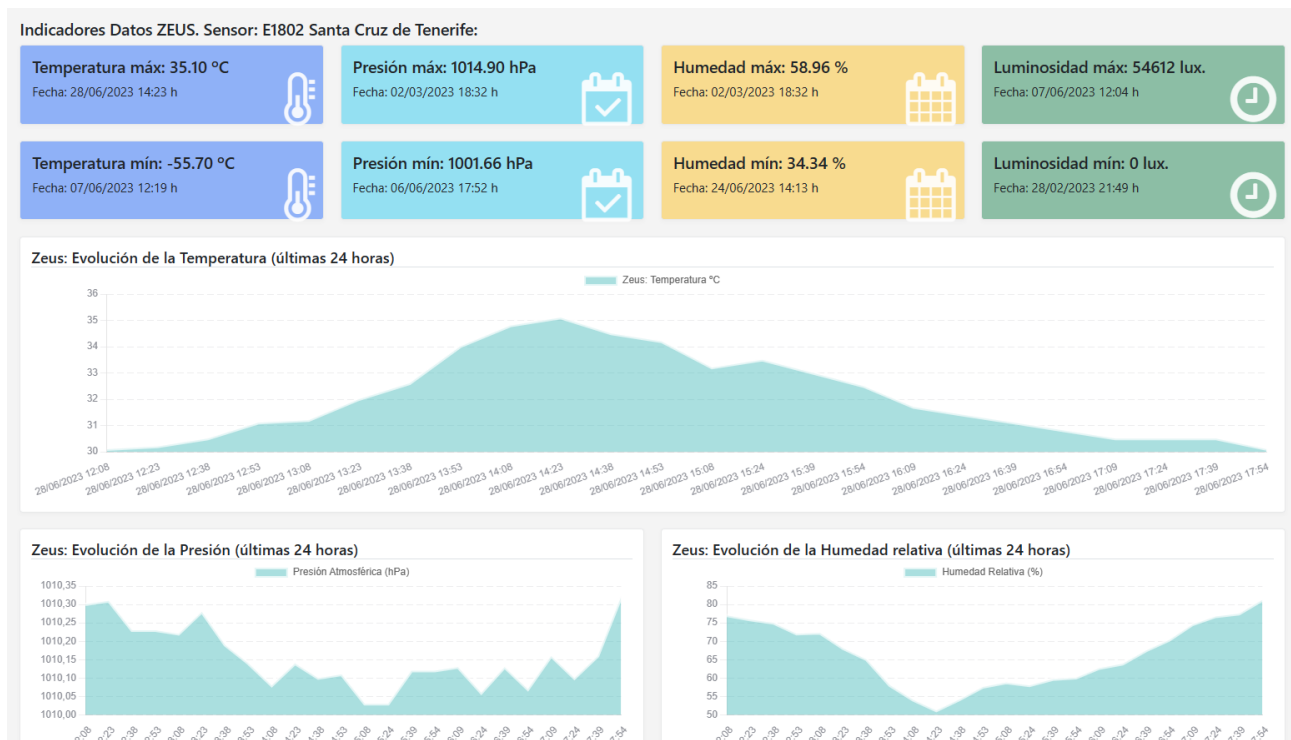 Indicadores Datos ZEUS. Sensor: E1802 Santa Cruz de Tenerife:
Temperatura máx: 35.10 ºC
Fecha: 28/06/2023 14:23 h
Presión máx: 1014.90 hPa
Fecha: 02/03/2023 18:32 h
Humedad máx: 58.96 %
Fecha: 02/03/2023 18:32 h
Luminosidad máx: 54612 lux.
Fecha: 07/06/2023 12:04 h
Temperatura mín: -55.70 ºC
Fecha: 07/06/2023 12:19 h
Presión mín: 1001.66 hPa
Fecha: 06/06/2023 17:52 h
Humedad mín: 34.34 %
Fecha: 24/06/2023 14:13 h
Luminosidad mín: 0 lux.
Fecha: 28/02/2023 21:49 h
Zeus: Evolución de la Temperatura (últimas 24 horas)
Zeus: Temperatura ºC
36
35
34
33
32
31
30
28/06/2023 12:08
28/06/2023 12:23
28/06/2023 12:38
28/06/2023 12:53
28/06/2023 13:08
28/06/2023 13:23
28/06/2023 13:38
28/06/2023 13:53
28/06/2023 14:08
28/06/2023 14:23
28/06/2023 14:38
28/06/2023 14:53
28/06/2023 15:08
28/06/2023 15:24
28/06/2023 15:39
28/06/2023 15:54
28/06/2023 16:09
28/06/2023 16:24
28/06/2023 16:39
28/06/2023 16:54
28/06/2023 17:09
28/06/2023 17:24
28/06/2023 17:39
28/06/2023 17:54
Zeus: Evolución de la Presión (últimas 24 horas)
Presión Atmosférica (hPa)
1010,35
1010,30
1010,25
1010,20
1010,15
1010,10
1010,05
1010,00
Zeus: Evolución de la Humedad relativa (últimas 24 horas)
Humedad Relativa (%)
85
80
75
70
65
60
55
50